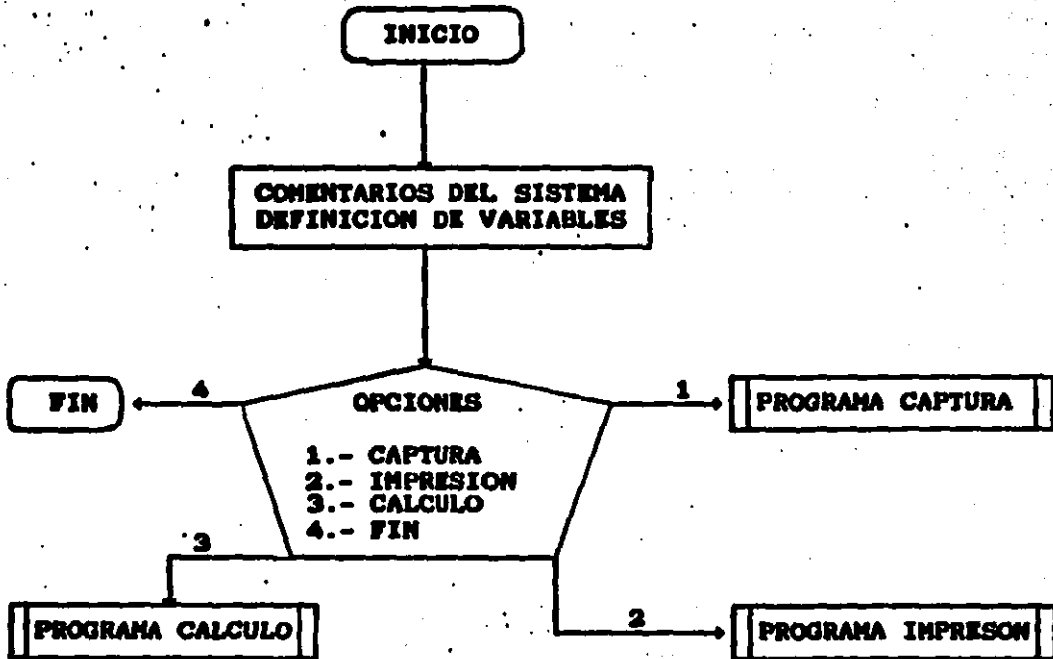 INICIO
COMENTARIOS DEL SISTEMA
DEFINICION DE VARIABLES
FIN
4
OPCIONES
1
PROGRAMA CAPTURA
1.- CAPTURA
2.- IMPRESION
3.- CALCULO
4.- FIN
3
PROGRAMA CALCULO
2
PROGRAMA IMPRESON